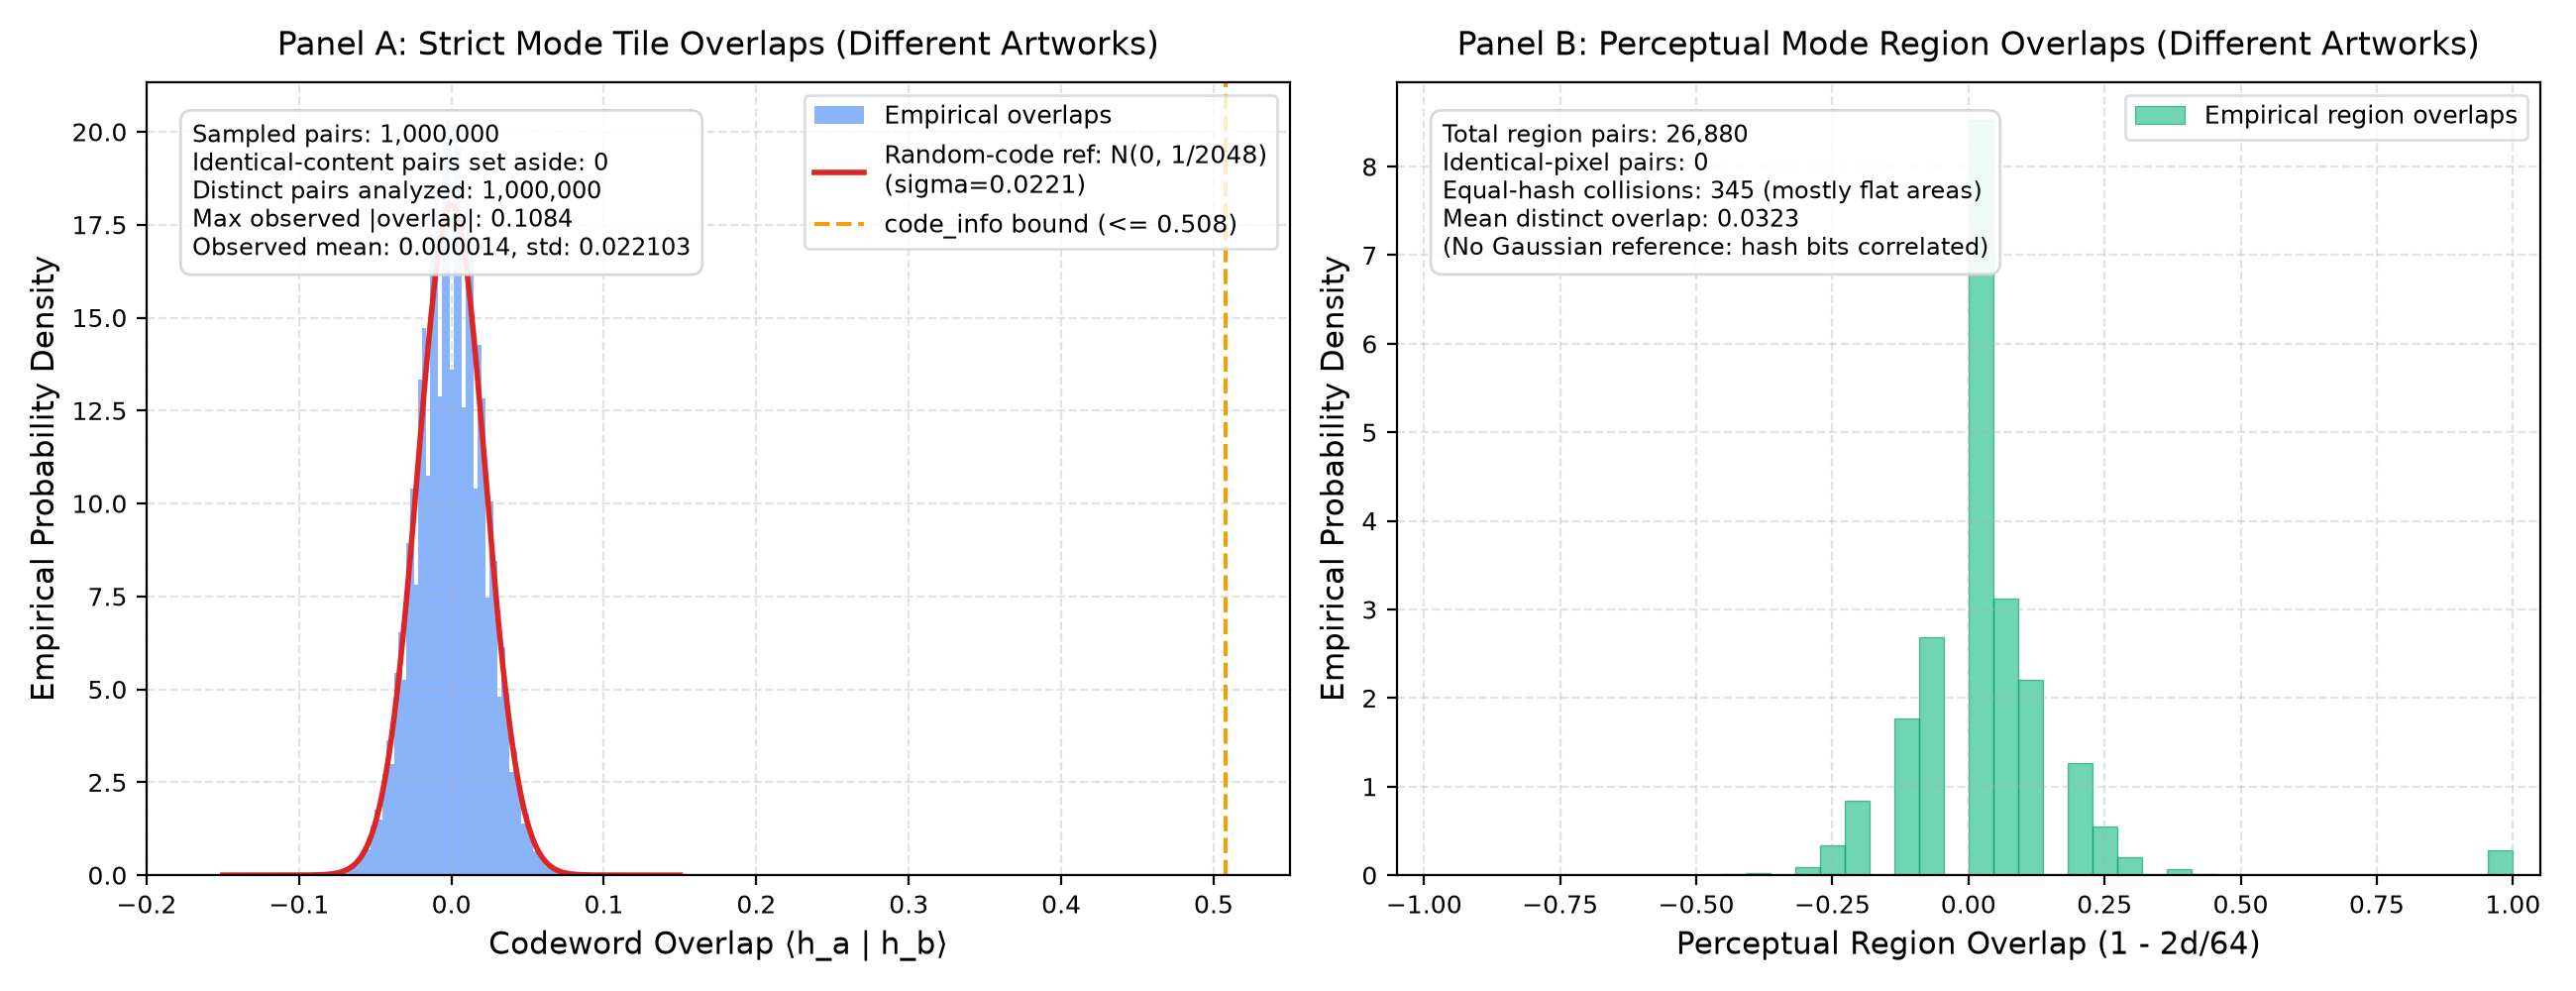 Panel A: Strict Mode Tile Overlaps (Different Artworks)
Sampled pairs: 1,000,000
Identical-content pairs set aside: 0
Distinct pairs analyzed: 1,000,000
Max observed |overlap|: 0.1084
Observed mean: 0.000014, std: 0.022103
Empirical overlaps
Random-code ref: N(0, 1/2048)
(sigma=0.0221)
code_info bound (<= 0.508)
Empirical Probability Density
20.0
17.5
15.0
12.5
10.0
7.5
5.0
2.5
0.0
−0.2 −0.1 0.0 0.1 0.2 0.3 0.4 0.5
Codeword Overlap ⟨h_a | h_b⟩
Panel B: Perceptual Mode Region Overlaps (Different Artworks)
Total region pairs: 26,880
Identical-pixel pairs: 0
Equal-hash collisions: 345 (mostly flat areas)
Mean distinct overlap: 0.0323
(No Gaussian reference: hash bits correlated)
Empirical region overlaps
Empirical Probability Density
8
7
6
5
4
3
2
1
0
−1.00 −0.75 −0.50 −0.25 0.00 0.25 0.50 0.75 1.00
Perceptual Region Overlap (1 - 2d/64)